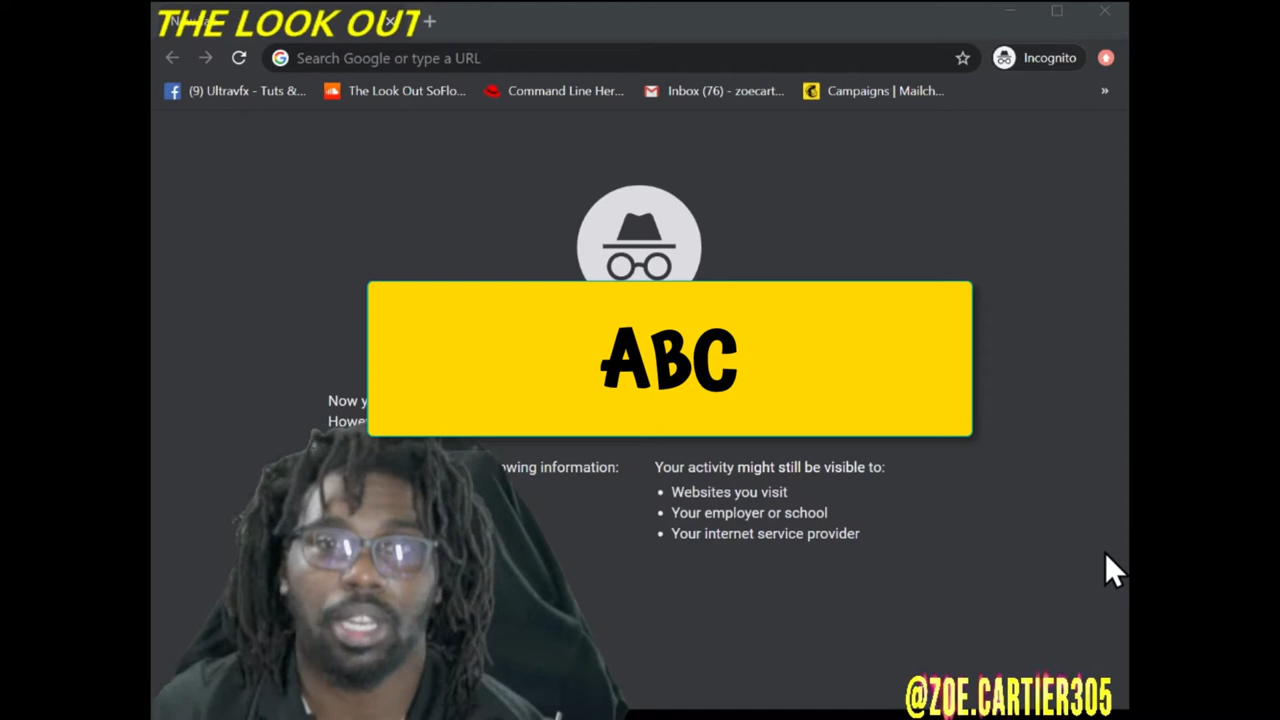 THE LOOK OUT
Search Google or type a URL
Incognito
(9) Ultravfx - Tuts &...
The Look Out SoFlo...
Command Line Her...
Inbox (76) - zoecart...
Campaigns | Mailch...
»
ABC
Now
Howe
owing information:
Your activity might still be visible to:
• Websites you visit
• Your employer or school
• Your internet service provider
@ZOE.CARTIER305